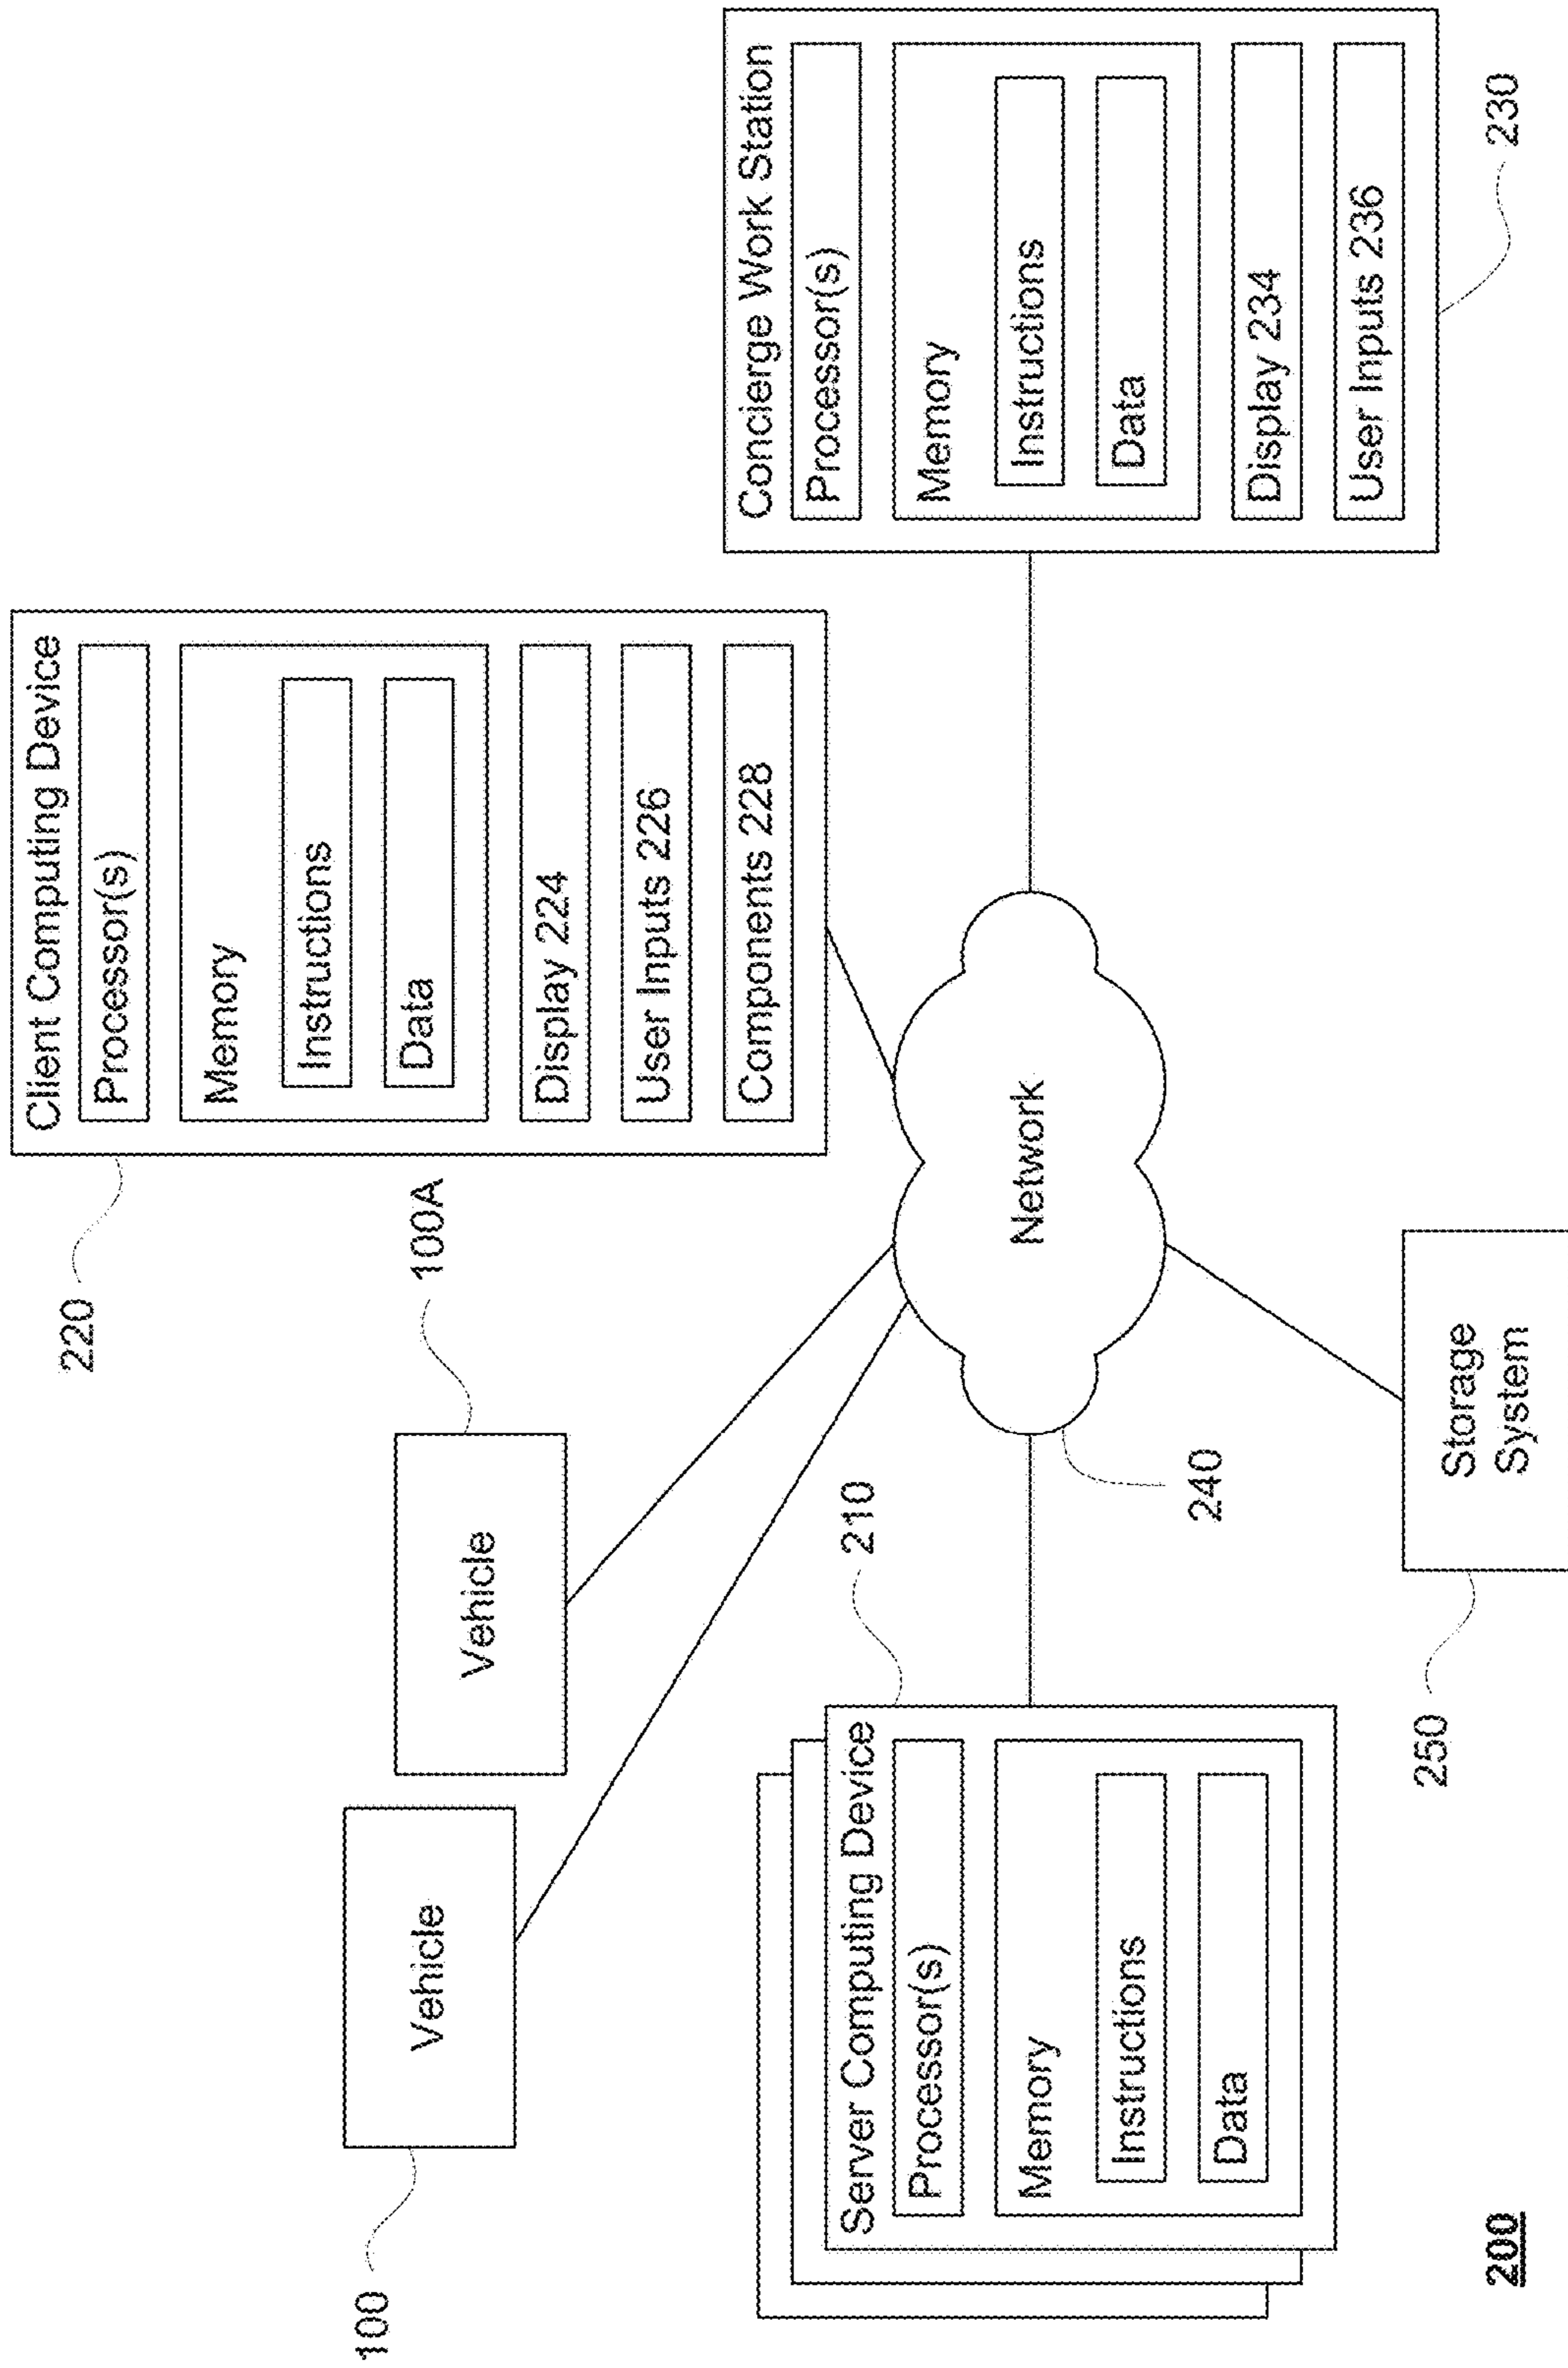 220
Client Computing Device
Processor(s)
Memory
Instructions
Data
Display 224
User Inputs 226
Components 228
100
Vehicle
Vehicle
100A
Server Computing Device
Processor(s)
Memory
Instructions
Data
210
Network
240
Concierge Work Station
Processor(s)
Memory
Instructions
Data
Display 234
User Inputs 236
230
250
Storage
System
200